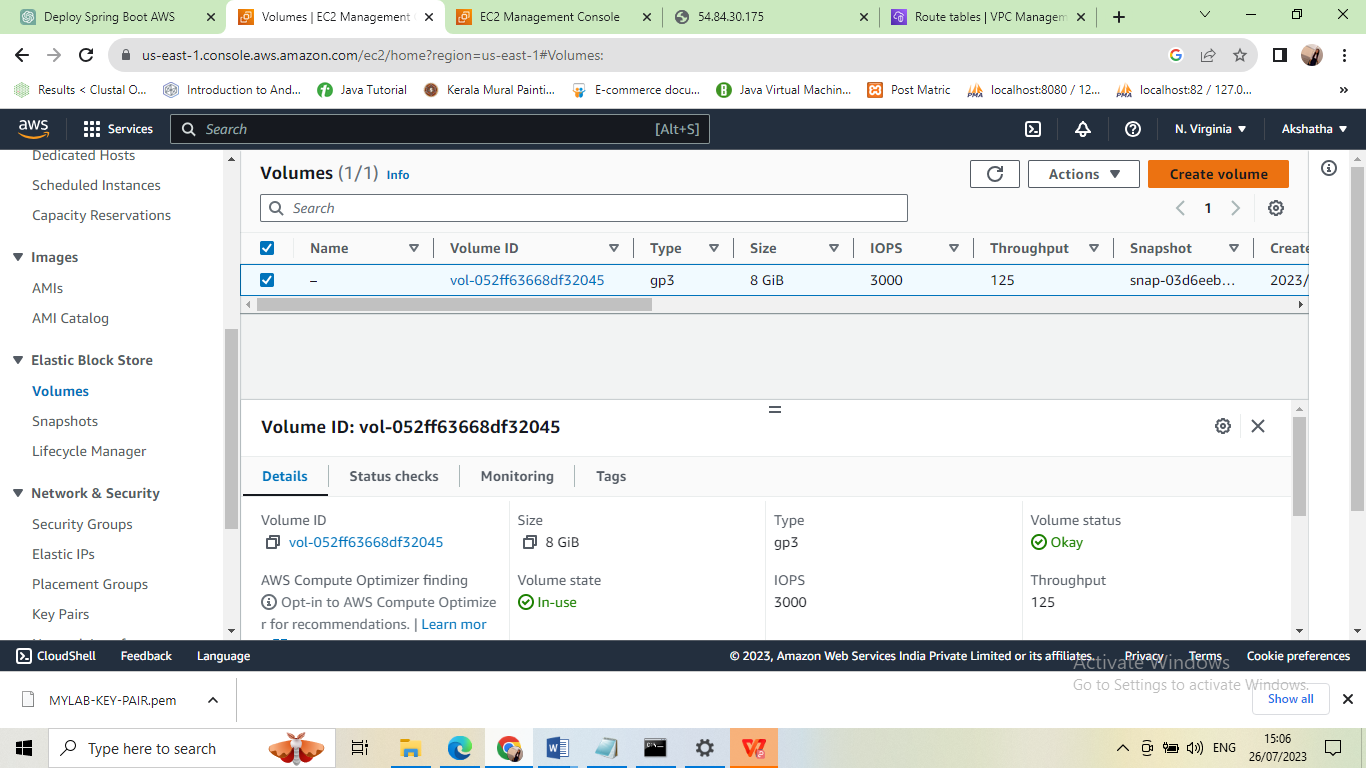 Deploy Spring Boot AWS
Volumes | EC2 Management
EC2 Management Console
54.84.30.175
Route tables | VPC Managem
us-east-1.console.aws.amazon.com/ec2/home?region=us-east-1#Volumes:
Results < Clustal O...
Introduction to And...
Java Tutorial
Kerala Mural Painti...
E-commerce docu...
Java Virtual Machin...
Post Matric
localhost:8080 / 12...
localhost:82 / 127.0...
»
aws
Services
Search
[Alt+S]
N. Virginia
Akshatha
Dedicated Hosts
Scheduled Instances
Capacity Reservations
Images
AMIs
AMI Catalog
Elastic Block Store
Volumes
Snapshots
Lifecycle Manager
Network & Security
Security Groups
Elastic IPs
Placement Groups
Key Pairs
Volumes (1/1) Info
Actions
Create volume
Search
1
Name Volume ID Type Size IOPS Throughput Snapshot Create
– vol-052ff63668df32045 gp3 8 GiB 3000 125 snap-03d6eeb... 2023/
Volume ID: vol-052ff63668df32045
Details Status checks Monitoring Tags
Volume ID
vol-052ff63668df32045
Size
8 GiB
Type
gp3
Volume status
Okay
AWS Compute Optimizer finding
Opt-in to AWS Compute Optimize
r for recommendations. | Learn mor
Volume state
In-use
IOPS
3000
Throughput
125
CloudShell Feedback Language
© 2023, Amazon Web Services India Private Limited or its affiliates. Privacy Terms Cookie preferences
Activate Windows
Go to Settings to activate Windows.
MYLAB-KEY-PAIR.pem
Show all
Type here to search
ENG
15:06
26/07/2023